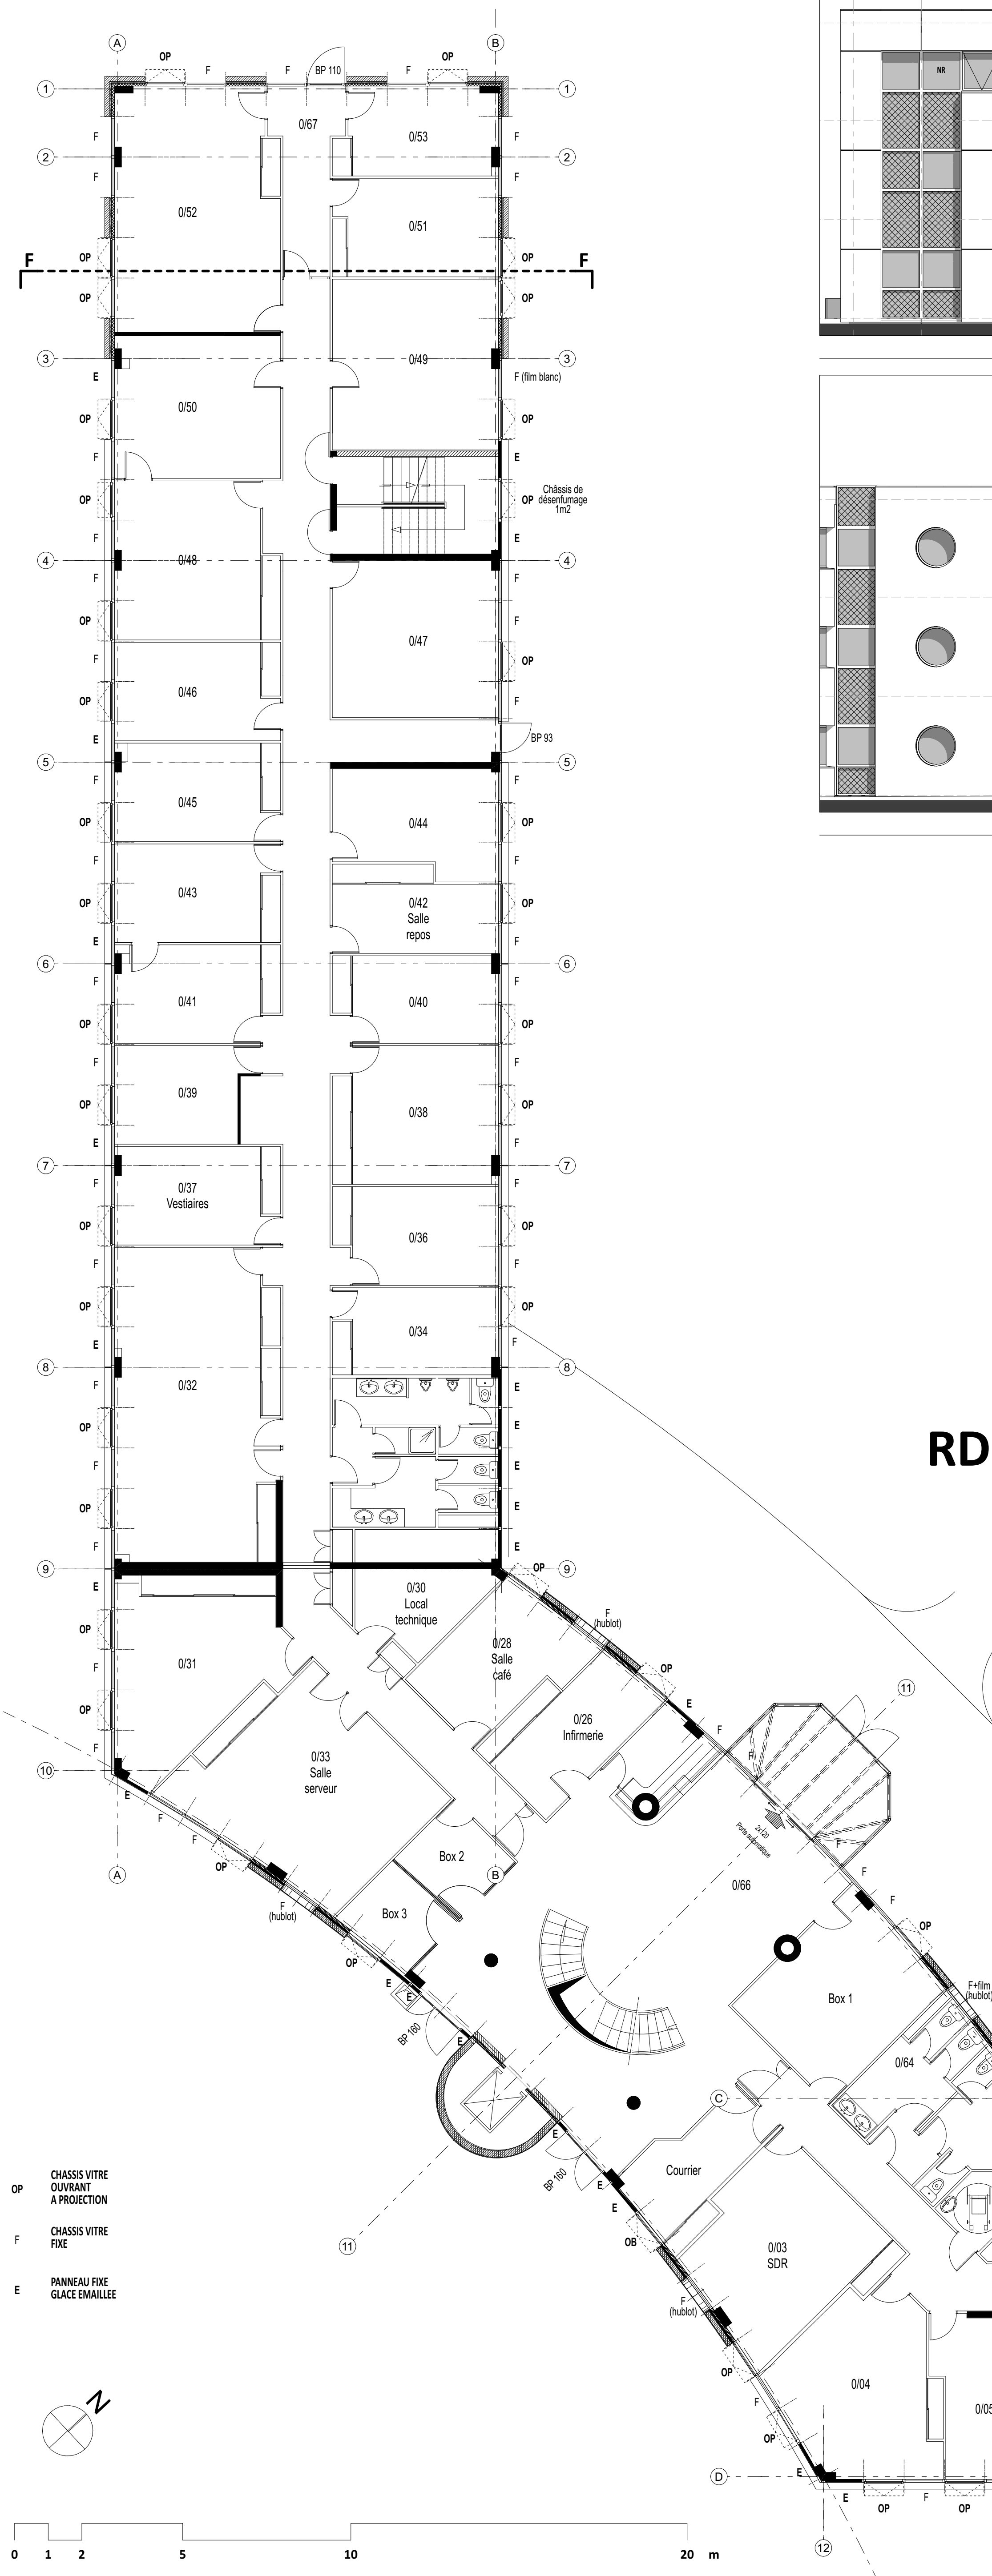 A
B
OP
F
F
BP 110
F
OP
NR
1
1
0/67
F
0/53
F
2
2
F
F
0/52
0/51
F
OP
OP
F
OP
OP
3
0/49
3
E
F (film blanc)
0/50
OP
OP
F
E
OP
OP
Châssis de
désenfumage
1m2
F
E
4
4
F
0/48
F
OP
0/47
F
F
OP
0/46
OP
F
E
BP 93
5
5
F
F
OP
0/45
0/44
OP
F
F
OP
0/43
0/42
Salle
repos
OP
E
F
6
6
F
F
OP
0/41
0/40
OP
F
F
OP
0/39
0/38
OP
E
F
7
7
F
0/37
Vestiaires
F
OP
0/36
OP
F
F
OP
0/34
OP
E
F
8
8
F
0/32
E
OP
E
F
E
OP
E
F
E
9
9
OP
E
0/30
Local
technique
F
(hublot)
OP
0/31
0/28
Salle
café
OP
F
OP
0/26
Infirmerie
E
11
F
F
0/33
Salle
serveur
F
10
E
F
F
2x120
Porte automatique
OP
Box 2
F
A
B
0/66
F
F
F
(hublot)
Box 3
OP
OP
E
E
F+film
(hublot)
Box 1
BP 160
E
0/64
C
E
BP 160
Courrier
E
E
OB
0/03
SDR
11
F
(hublot)
OP
0/04
F
0/05
OP
D
E
E
F
OP
OP
12
RD
OP
CHASSIS VITRE
OUVRANT
A PROJECTION
F
CHASSIS VITRE
FIXE
E
PANNEAU FIXE
GLACE EMAILLEE
N
0 1 2 5 10 20 m